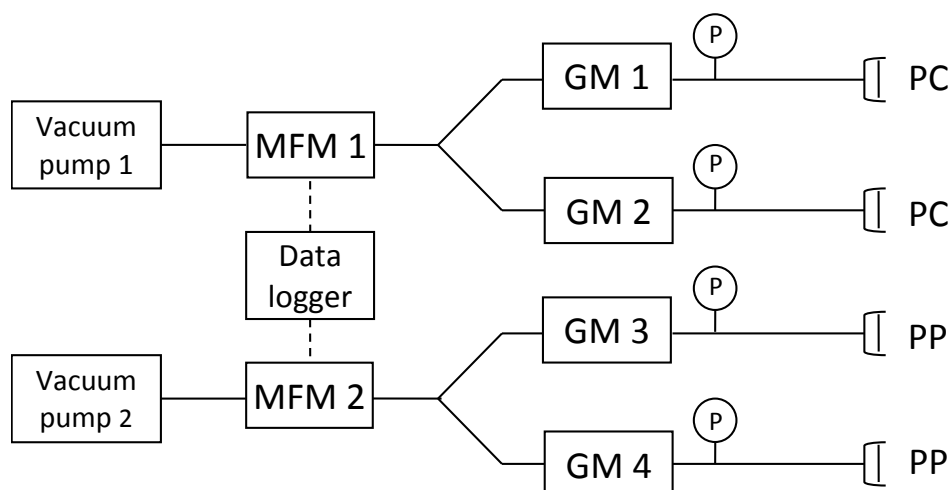 P
GM 1
PC
Vacuum
pump 1
MFM 1
P
GM 2
PC
Data
logger
P
GM 3
PP
Vacuum
pump 2
MFM 2
P
GM 4
PP